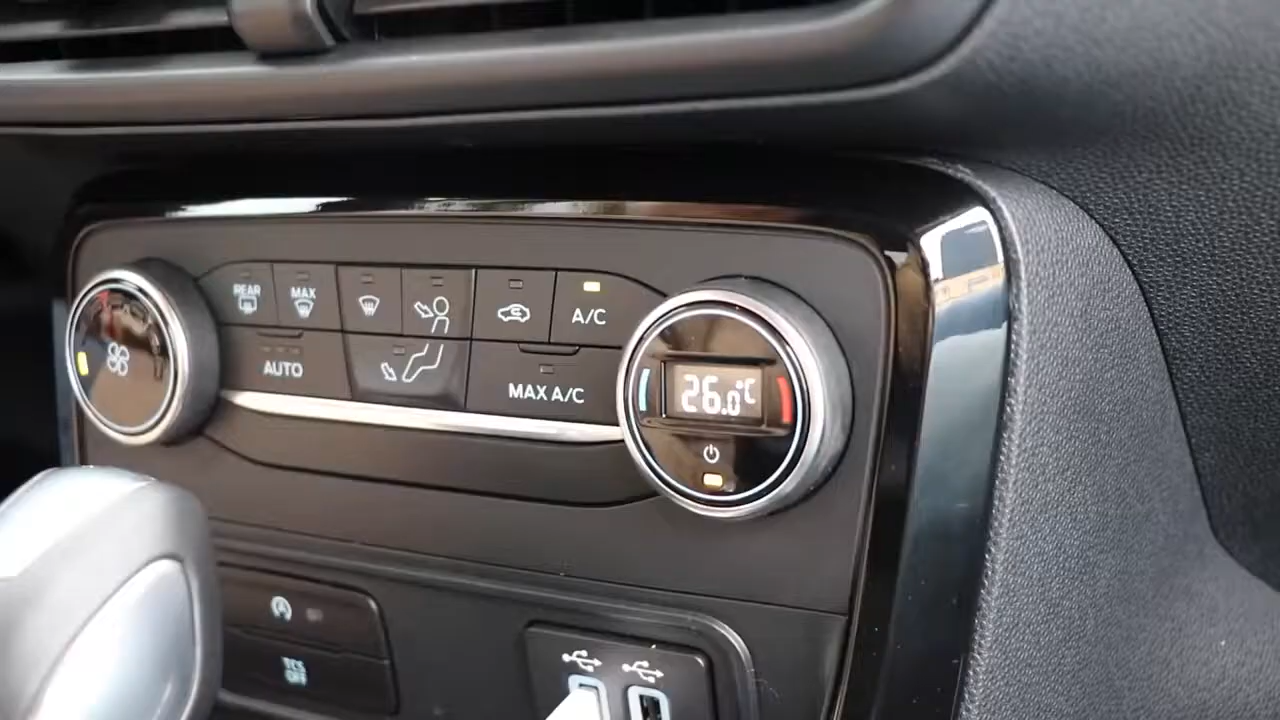 REAR
MAX
A/C
AUTO
MAX A/C
26.0°C
TCS
OFF